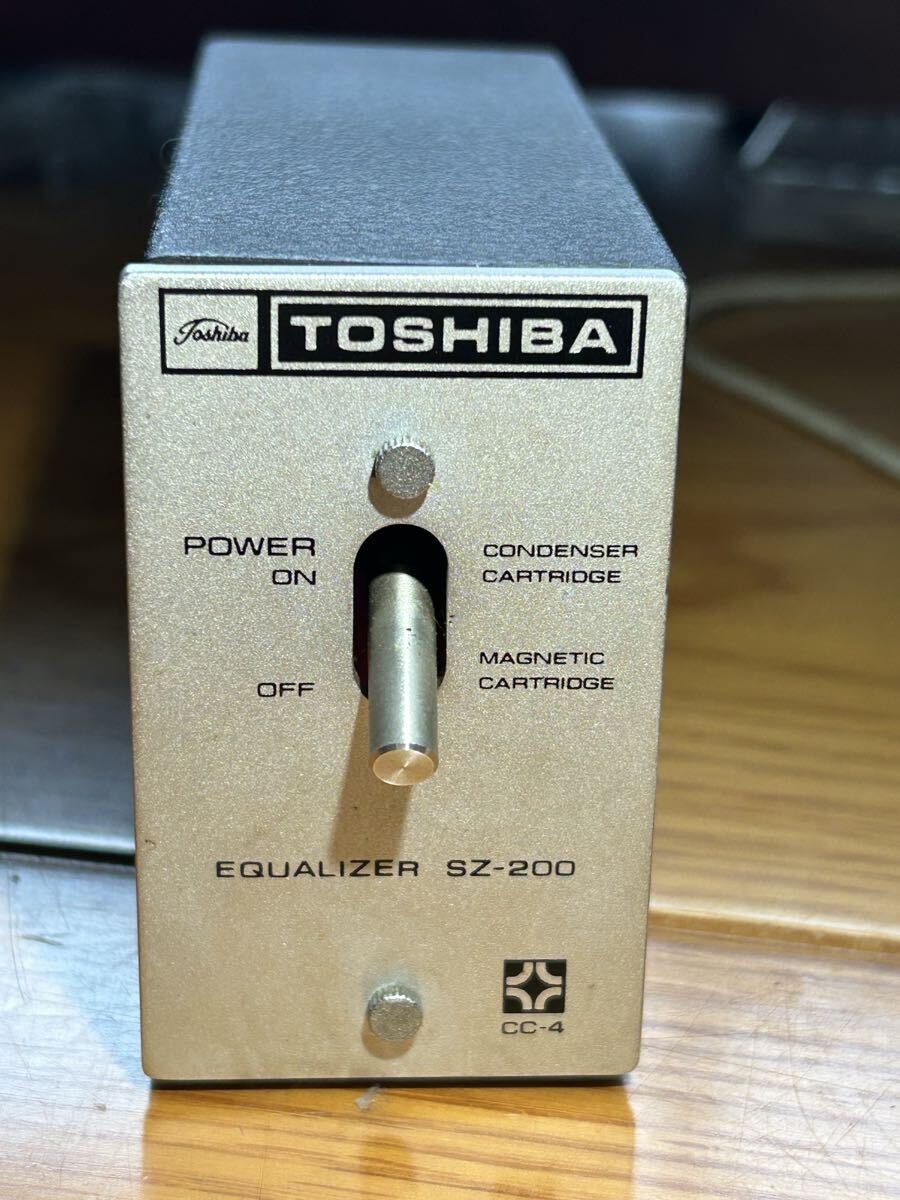 Toshiba TOSHIBA
POWER
ON
OFF
CONDENSER
CARTRIDGE
MAGNETIC
CARTRIDGE
EQUALIZER SZ-200
CC-4